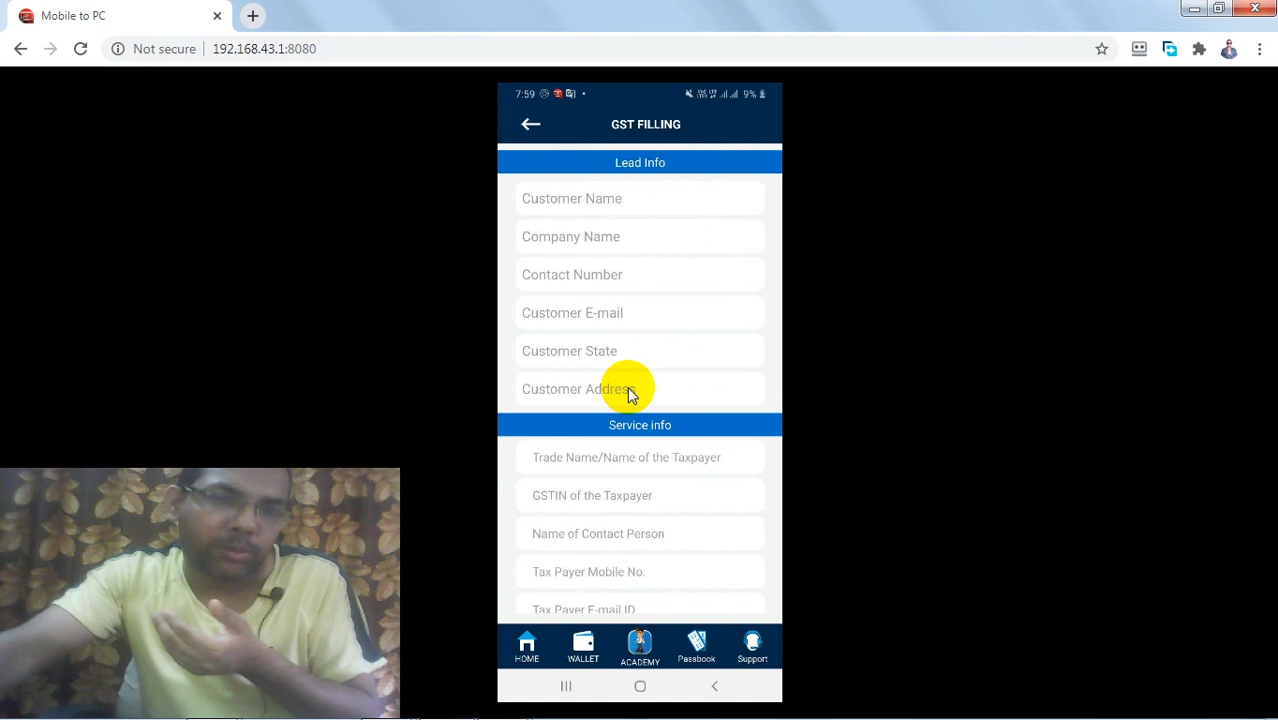 Mobile to PC
Not secure
192.168.43.1:8080
7:59
9%
GST FILLING
Lead Info
Customer Name
Company Name
Contact Number
Customer E-mail
Customer State
Customer Address
Service info
Trade Name/Name of the Taxpayer
GSTIN of the Taxpayer
Name of Contact Person
Tax Payer Mobile No.
Tax Payer E-mail ID
HOME
WALLET
ACADEMY
Passbook
Support